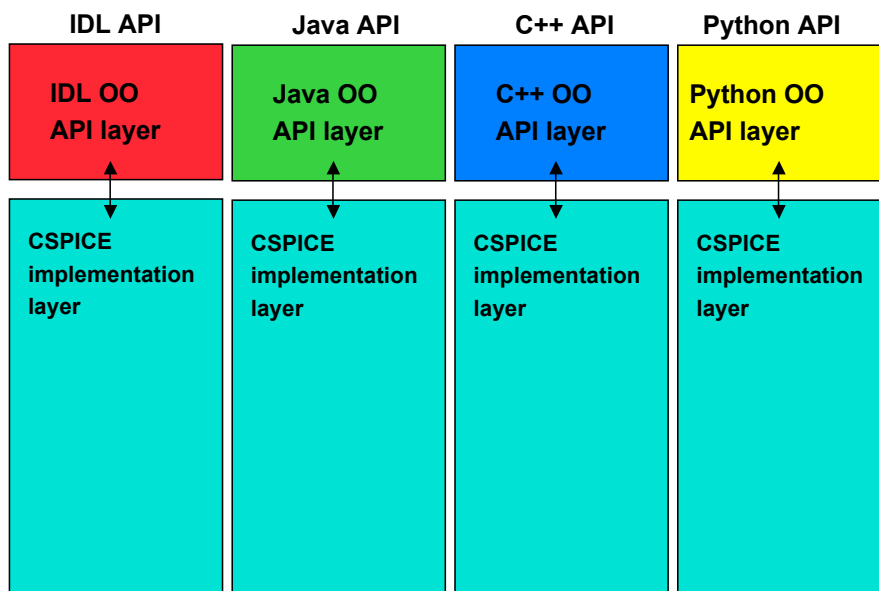 IDL API
Java API
C++ API
Python API
IDL OO
API layer
Java OO
API layer
C++ OO
API layer
Python OO
API layer
CSPICE
implementation
layer
CSPICE
implementation
layer
CSPICE
implementation
layer
CSPICE
implementation
layer